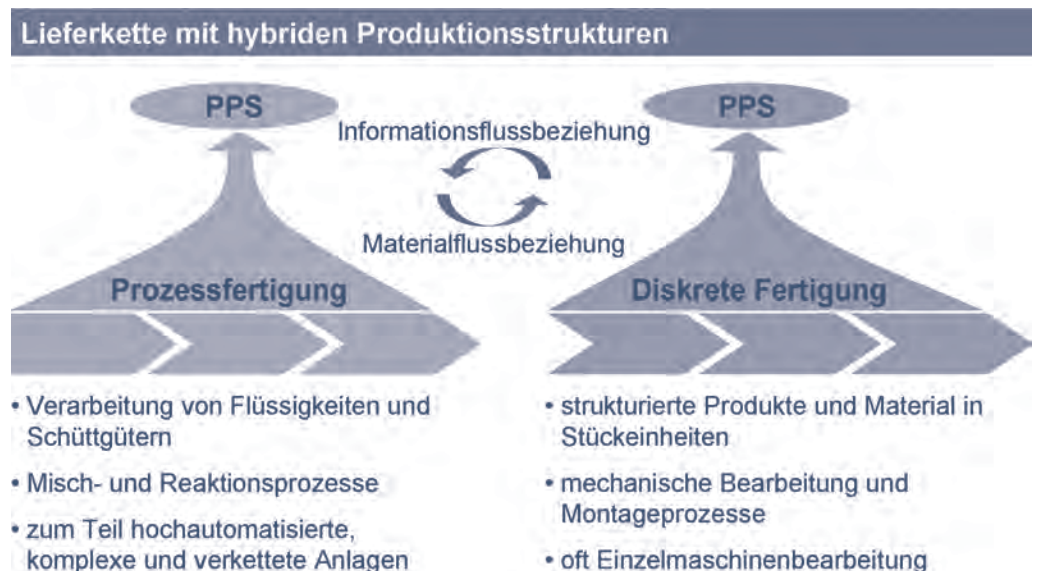 Lieferkette mit hybriden Produktionsstrukturen
PPS
PPS
Informationsflussbeziehung
Materialflussbeziehung
Prozessfertigung
Diskrete Fertigung
• Verarbeitung von Flüssigkeiten und
Schüttgütern
• Misch- und Reaktionsprozesse
• zum Teil hochautomatisierte,
komplexe und verkettete Anlagen
• strukturierte Produkte und Material in
Stückeinheiten
• mechanische Bearbeitung und
Montageprozesse
• oft Einzelmaschinenbearbeitung